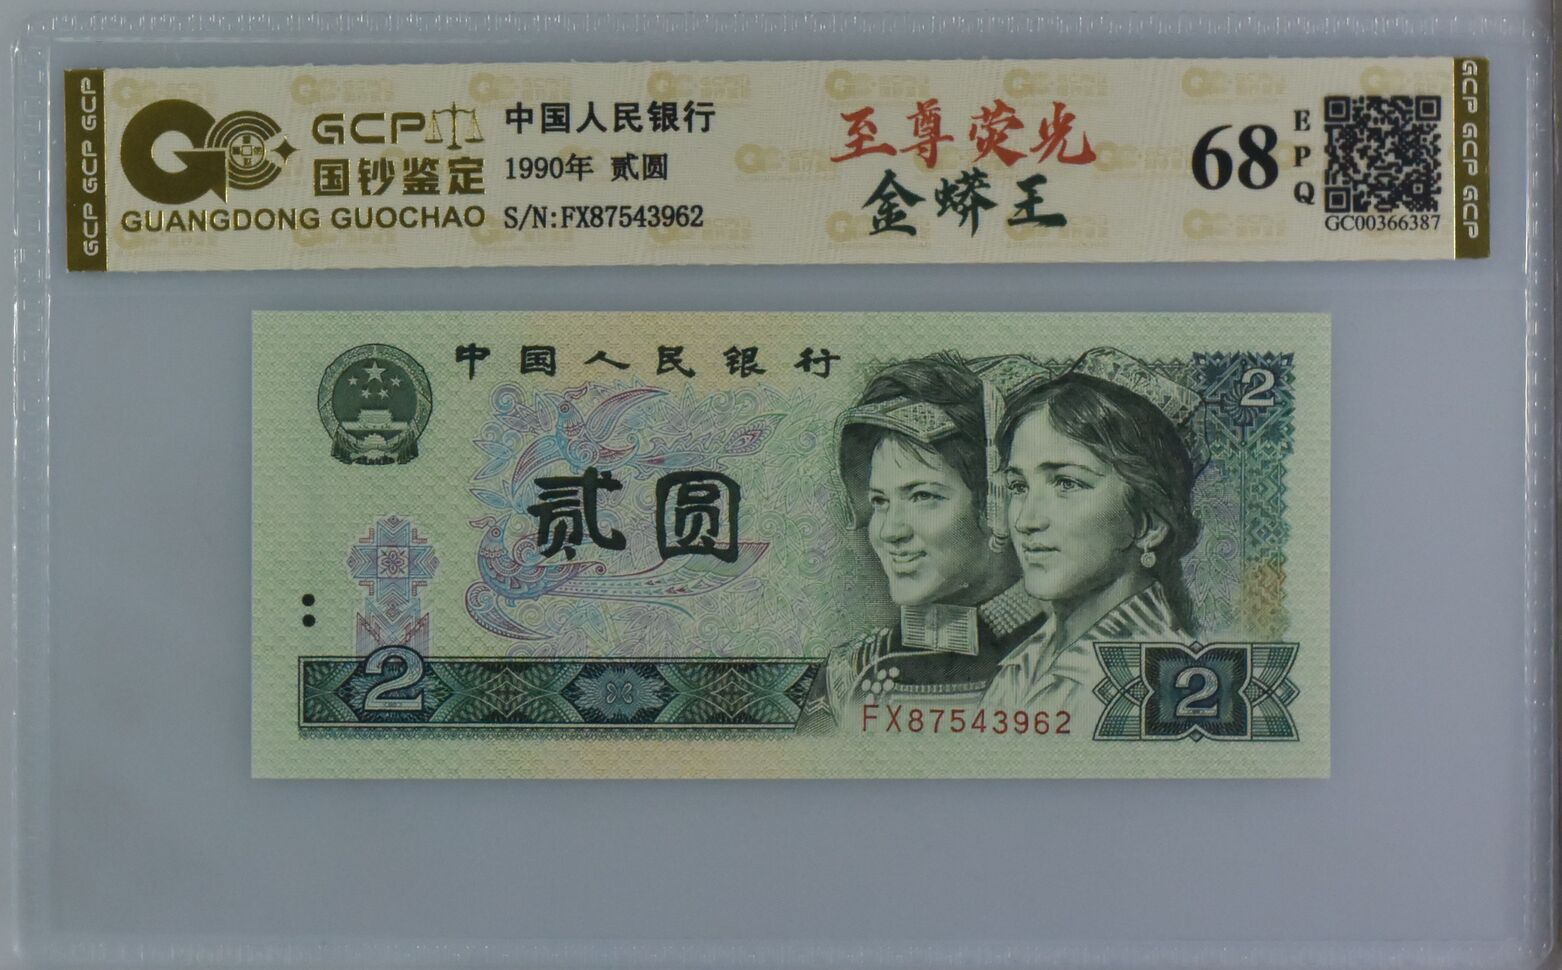 GCP GCP GCP
GCP
国钞鉴定
GUANGDONG GUOCHAO
中国人民银行
1990年 贰圆
S/N:FX87543962
至尊荧光
金蟒王
68
EPQ
GC00366387
GCP GCP GCP
中国人民银行
2
贰圆
2
FX87543962
2